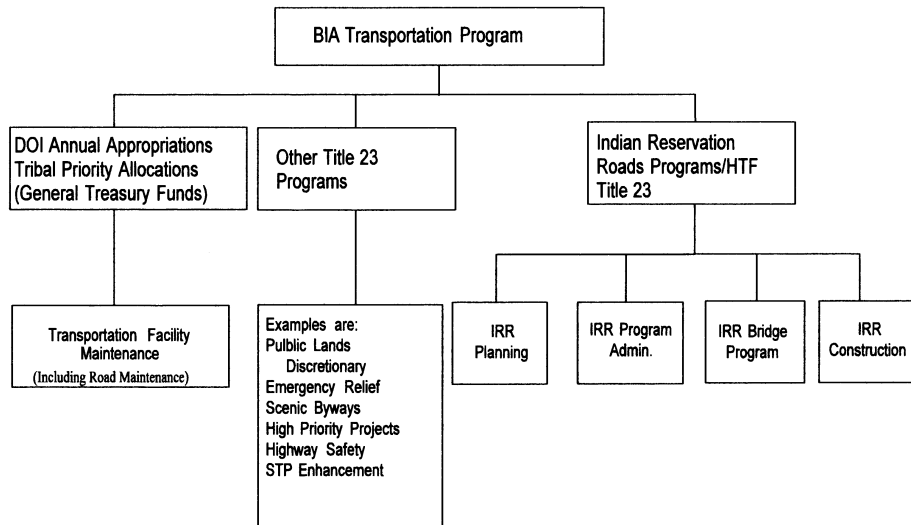 BIA Transportation Program
DOI Annual Appropriations
Tribal Priority Allocations
(General Treasury Funds)
Other Title 23
Programs
Indian Reservation
Roads Programs/HTF
Title 23
Transportation Facility
Maintenance
(Including Road Maintenance)
Examples are:
Pulblic Lands
Discretionary
Emergency Relief
Scenic Byways
High Priority Projects
Highway Safety
STP Enhancement
IRR
Planning
IRR Program
Admin.
IRR Bridge
Program
IRR
Construction